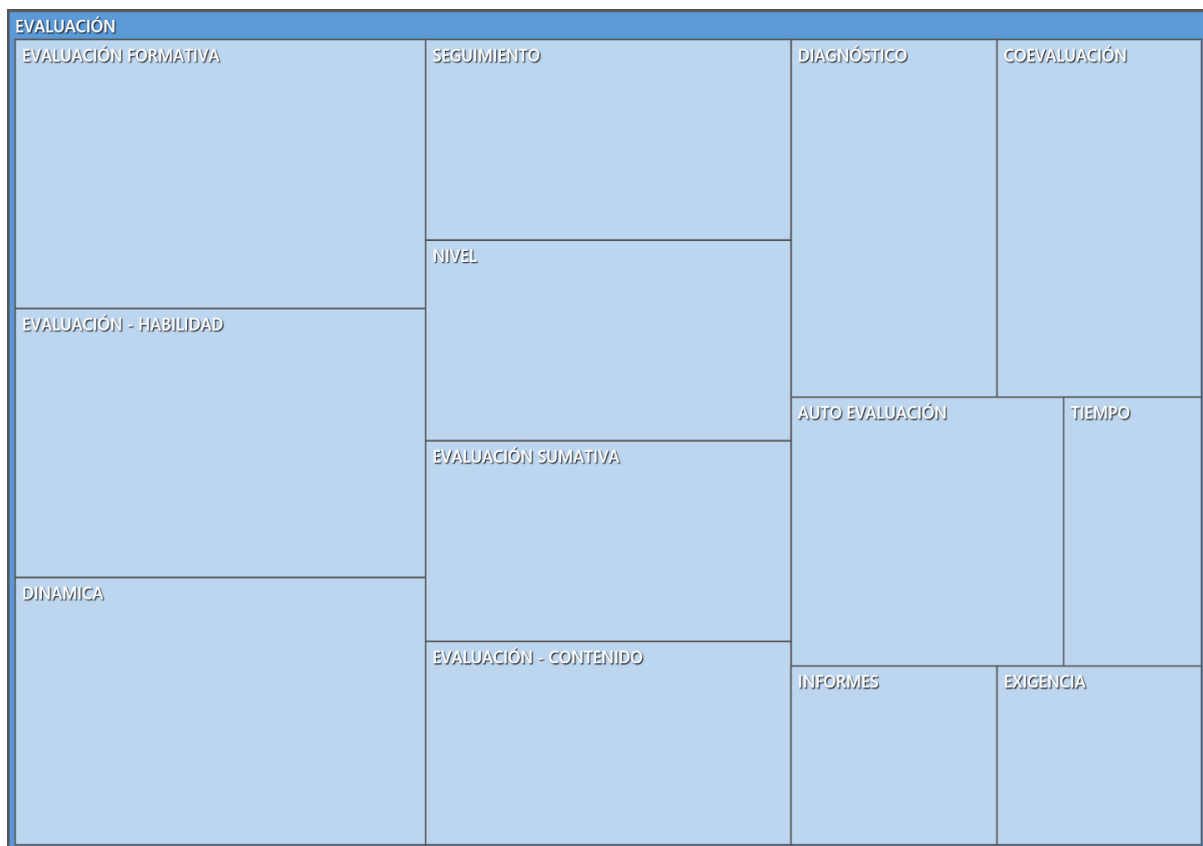 EVALUACIÓN
EVALUACIÓN FORMATIVA
SEGUIMIENTO
DIAGNÓSTICO
COEVALUACIÓN
NIVEL
EVALUACIÓN - HABILIDAD
AUTO EVALUACIÓN
TIEMPO
EVALUACIÓN SUMATIVA
DINAMICA
EVALUACIÓN - CONTENIDO
INFORMES
EXIGENCIA